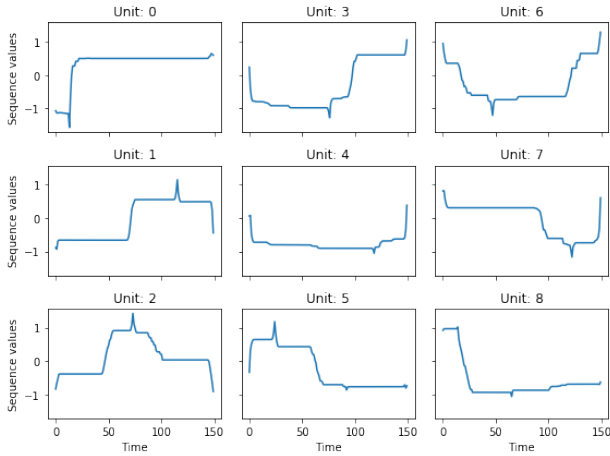 Unit: 0 Unit: 3 Unit: 6
Sequence values
1
0
−1
Unit: 1 Unit: 4 Unit: 7
Sequence values
1
0
−1
Unit: 2 Unit: 5 Unit: 8
Sequence values
1
0
−1
0 50 100 150 0 50 100 150 0 50 100 150
Time Time Time